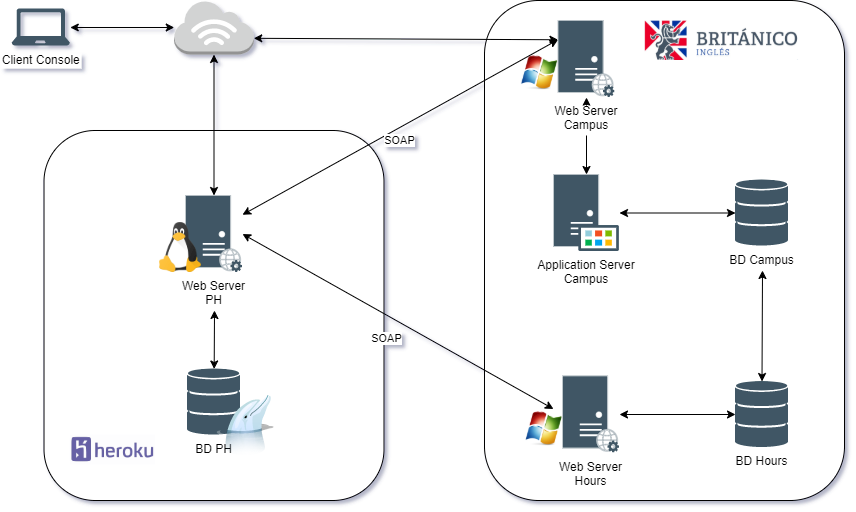 Client Console
BRITÁNICO
INGLÉS
Web Server
Campus
SOAP
Application Server
Campus
BD Campus
Web Server
PH
SOAP
BD PH
heroku
Web Server
Hours
BD Hours